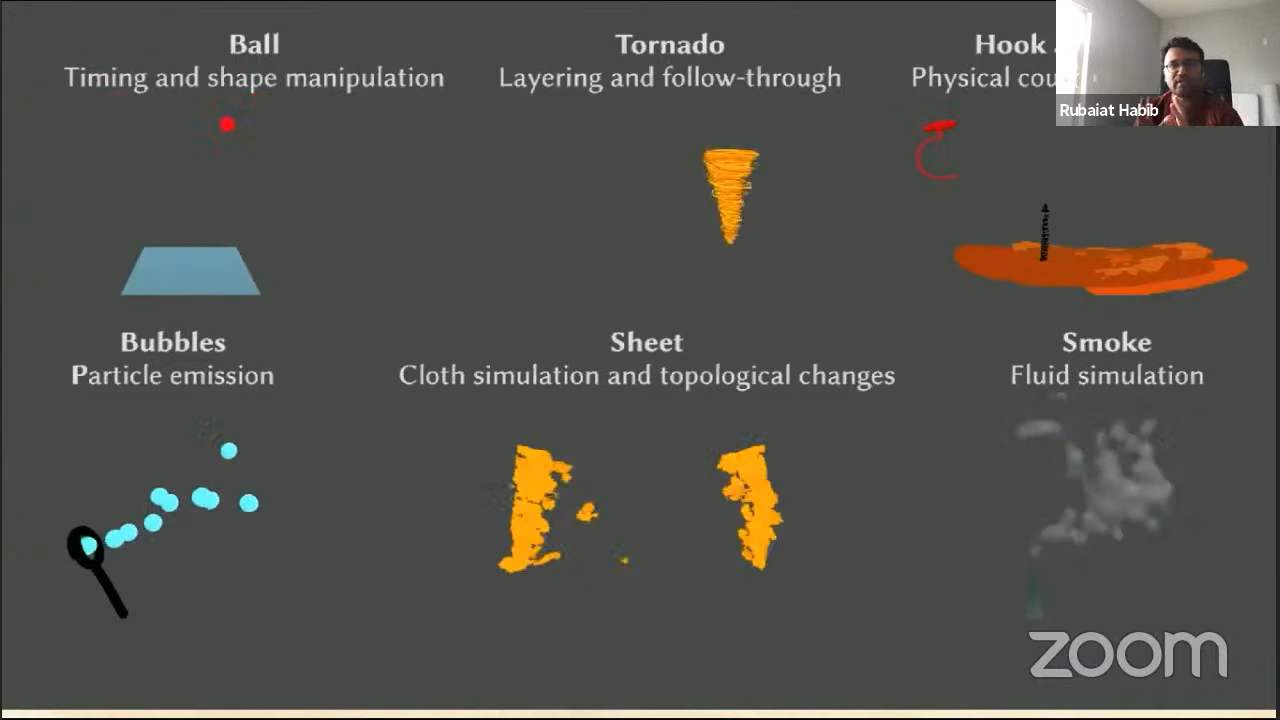 Ball
Timing and shape manipulation
Tornado
Layering and follow-through
Hook
Physical
Rubaiat Habib
Bubbles
Particle emission
Sheet
Cloth simulation and topological changes
Smoke
Fluid simulation
zoom